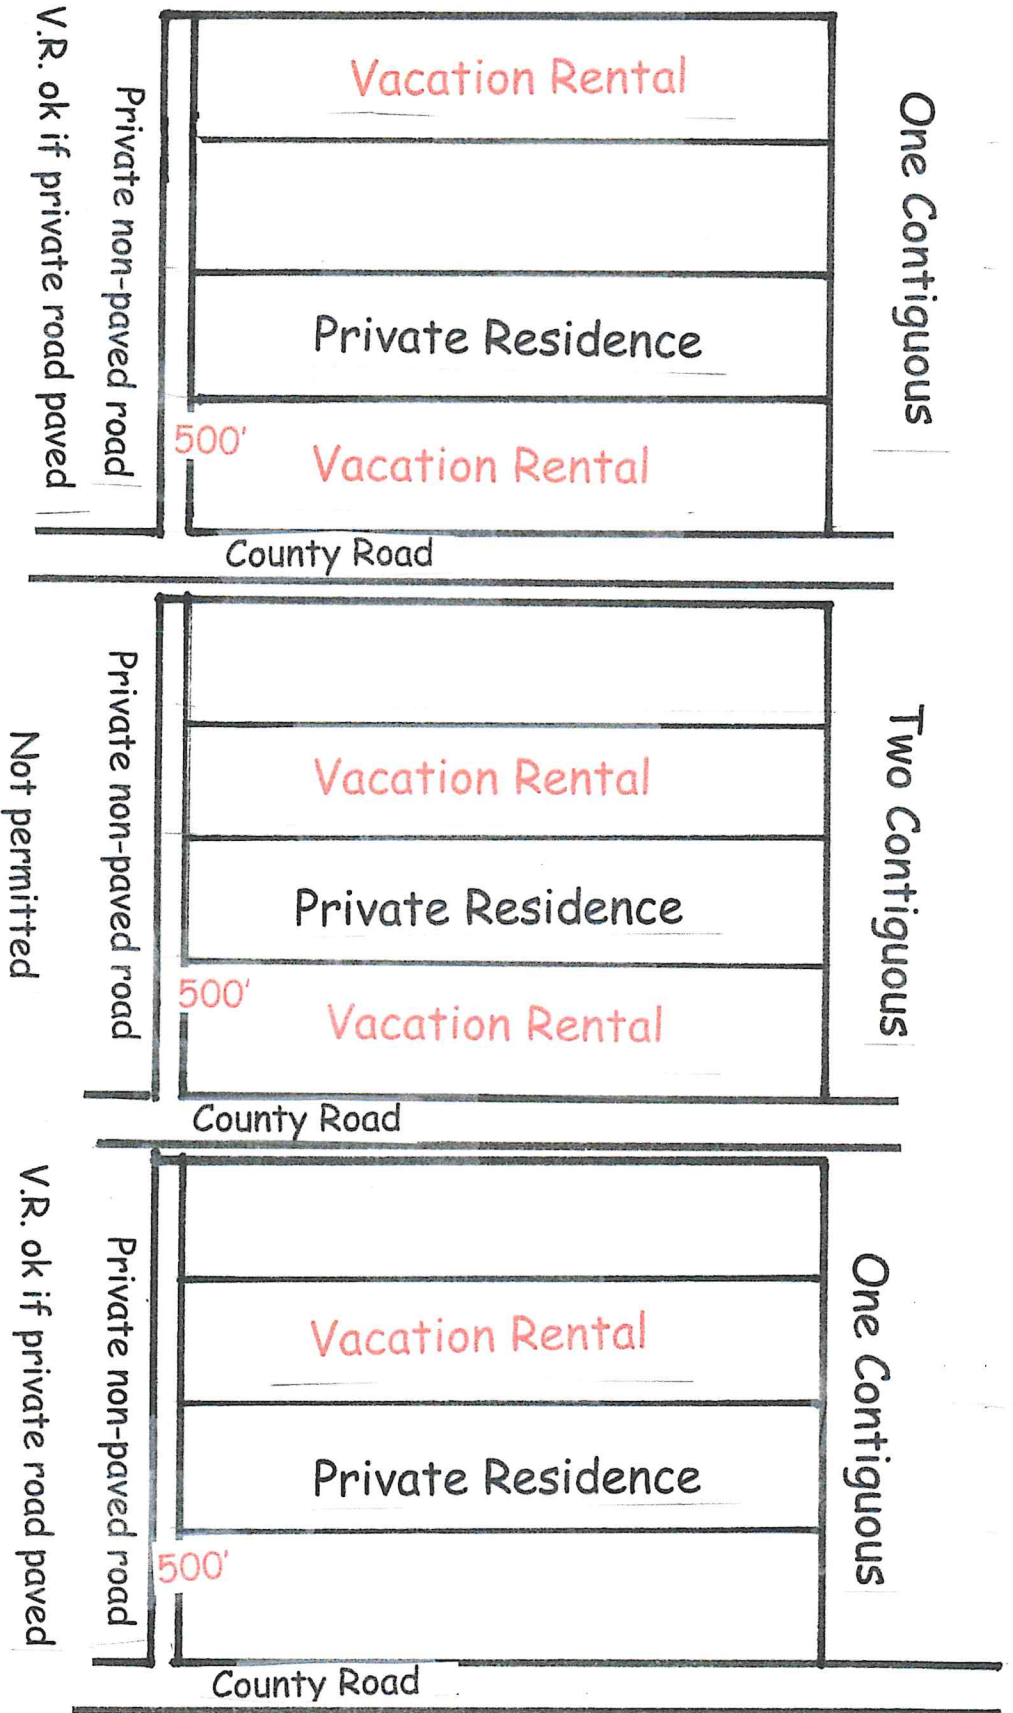 Vacation Rental
One Contiguous
Private Residence
500'
Vacation Rental
Private non-paved road
V.R. ok if private road paved
County Road
Two Contiguous
Vacation Rental
Private Residence
500'
Vacation Rental
Private non-paved road
Not permitted
County Road
One Contiguous
Vacation Rental
Private Residence
500'
Private non-paved road
V.R. ok if private road paved
County Road